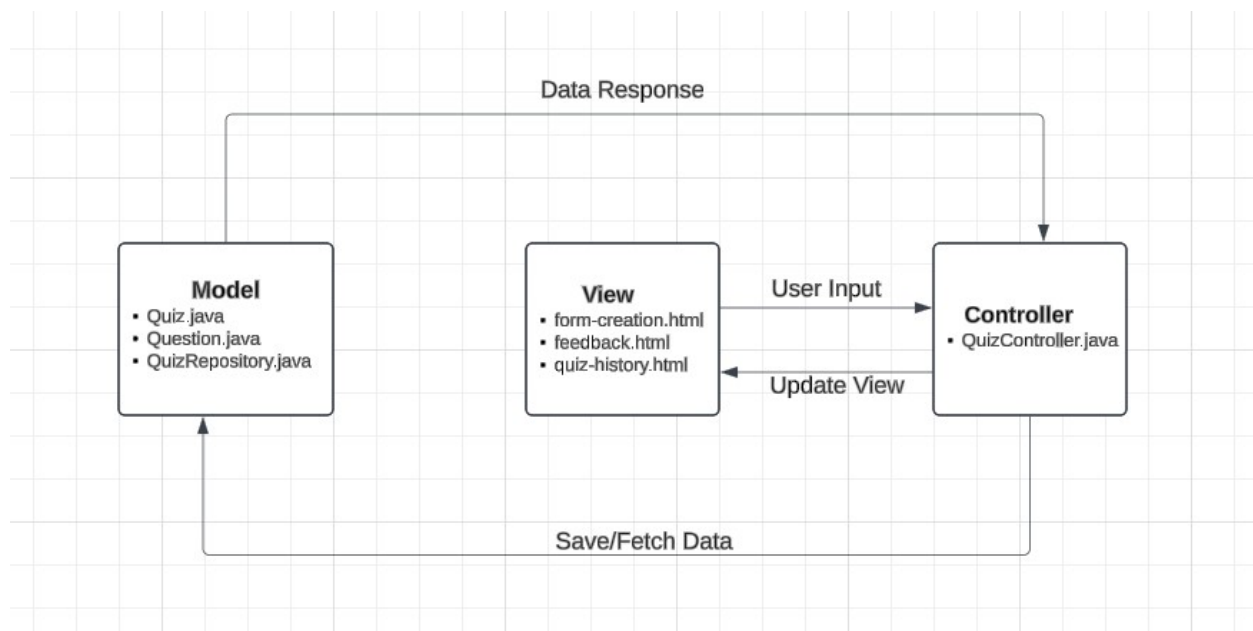 Data Response
Model
▪ Quiz.java
▪ Question.java
▪ QuizRepository.java
View
▪ form-creation.html
▪ feedback.html
▪ quiz-history.html
User Input
Update View
Controller
▪ QuizController.java
Save/Fetch Data